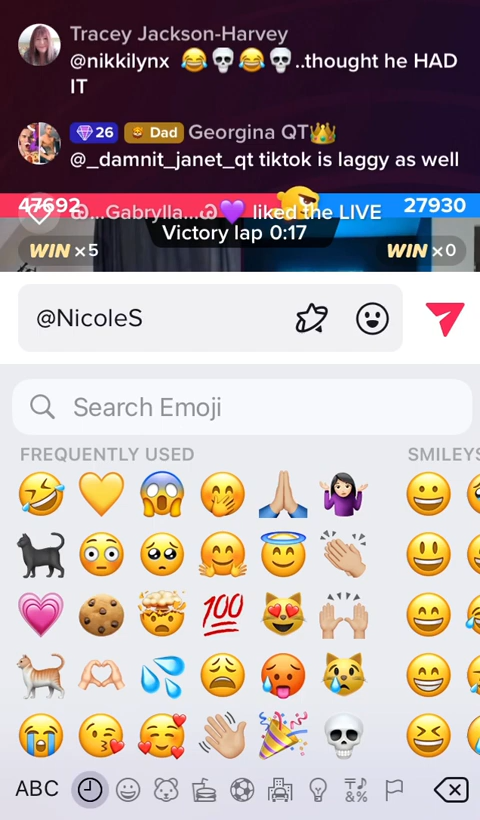 Tracey Jackson-Harvey
@nikkilynx 😂💀😂💀..thought he HAD
IT
26 Dad Georgina QT👑
@_damnit_janet_qt tiktok is laggy as well
47692 ...Gabrylla... 💜 liked the LIVE 27930
Victory lap 0:17
WIN ×5
WIN ×0
@NicoleS
Search Emoji
FREQUENTLY USED
SMILEYS
100
ABC